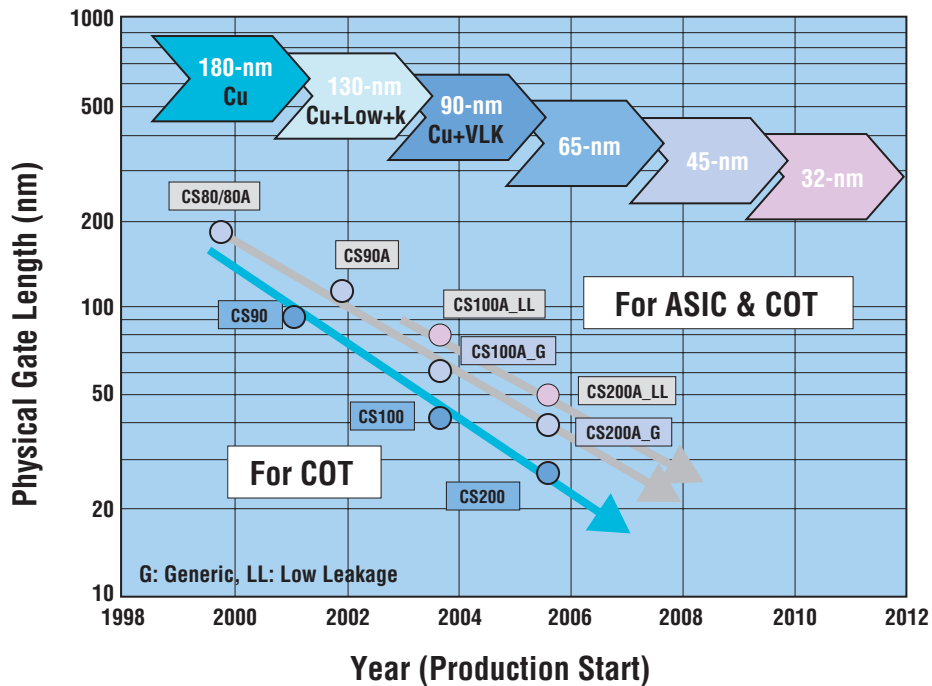 1000
500
200
100
50
20
10
Physical Gate Length (nm)
180-nm
Cu
130-nm
Cu+Low+k
90-nm
Cu+VLK
65-nm
45-nm
32-nm
CS80/80A
CS90A
CS90
CS100A_LL
For ASIC & COT
CS100A_G
CS100
CS200A_LL
CS200A_G
For COT
CS200
G: Generic, LL: Low Leakage
1998
2000
2002
2004
2006
2008
2010
2012
Year (Production Start)